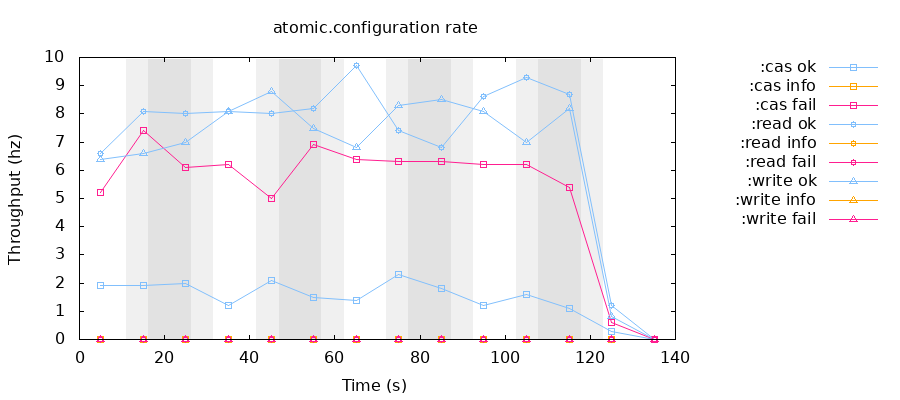 atomic.configuration rate
10
9
8
7
6
5
4
3
2
1
0
0 20 40 60 80 100 120 140
Throughput (hz)
Time (s)
:cas ok
:cas info
:cas fail
:read ok
:read info
:read fail
:write ok
:write info
:write fail